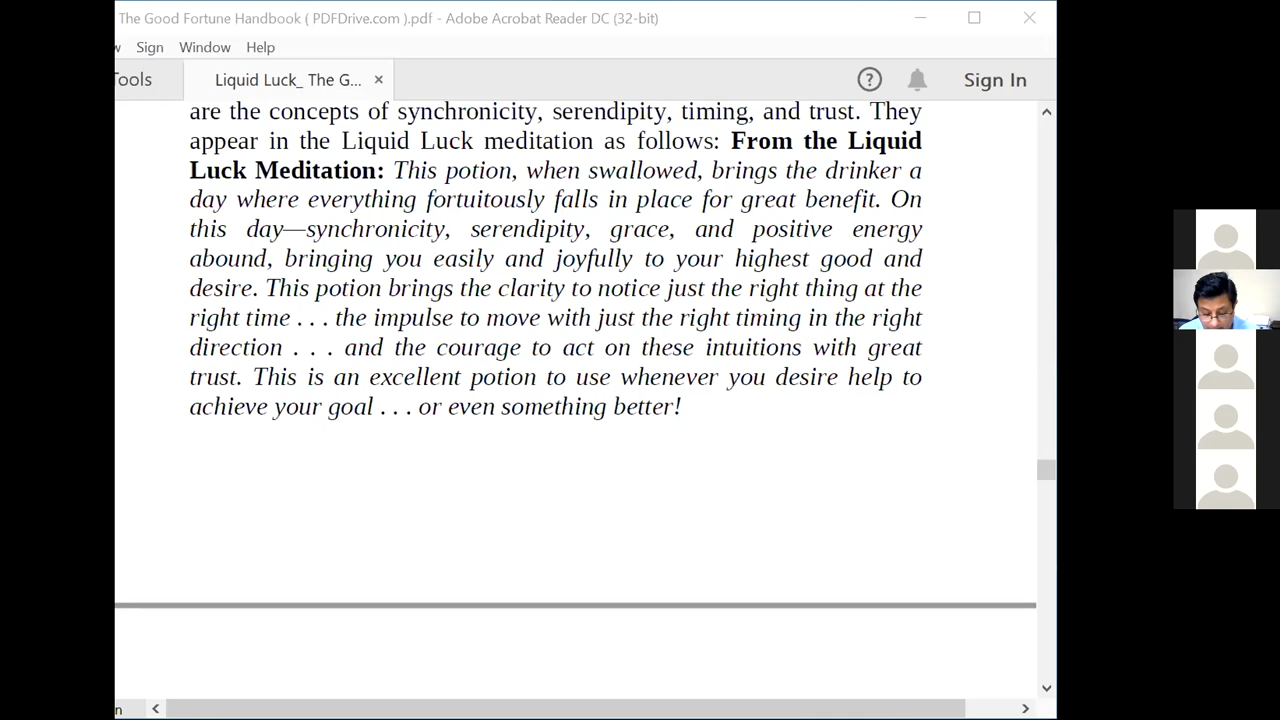 The Good Fortune Handbook ( PDFDrive.com ).pdf - Adobe Acrobat Reader DC (32-bit)
w Sign Window Help
Tools Liquid Luck_ The G... × ? Sign In
are the concepts of synchronicity, serendipity, timing, and trust. They
appear in the Liquid Luck meditation as follows: From the Liquid
Luck Meditation: This potion, when swallowed, brings the drinker a
day where everything fortuitously falls in place for great benefit. On
this day—synchronicity, serendipity, grace, and positive energy
abound, bringing you easily and joyfully to your highest good and
desire. This potion brings the clarity to notice just the right thing at the
right time . . . the impulse to move with just the right timing in the right
direction . . . and the courage to act on these intuitions with great
trust. This is an excellent potion to use whenever you desire help to
achieve your goal . . . or even something better!
n